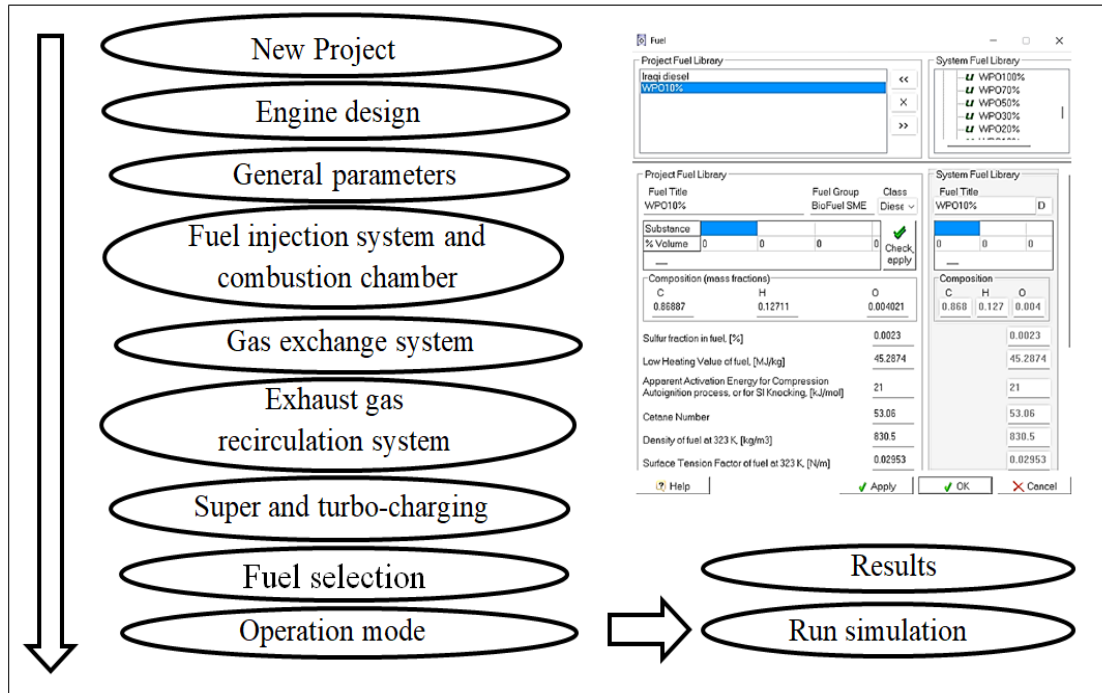 New Project
Engine design
General parameters
Fuel injection system and
combustion chamber
Gas exchange system
Exhaust gas
recirculation system
Super and turbo-charging
Fuel selection
Operation mode
Results
Run simulation
Fuel
Project Fuel Library
Iraqi diesel
WPO10%
<<
X
>>
System Fuel Library
u WPO100%
u WPO70%
u WPO50%
u WPO30%
u WPO20%
Project Fuel Library
Fuel Title Fuel Group Class
WPO10% BioFuel SME Diese
Substance
% Volume 0 0 0 0
Check, apply
Composition (mass fractions)
C H O
0.86887 0.12711 0.004021
System Fuel Library
Fuel Title
WPO10% D
0 0 0
Composition
C H O
0.868 0.127 0.004
Sulfur fraction in fuel, [%] 0.0023 0.0023
Low Heating Value of fuel, [MJ/kg] 45.2874 45.2874
Apparent Activation Energy for Compression
Autoignition process, or for SI Knocking, [kJ/mol] 21 21
Cetane Number 53.06 53.06
Density of fuel at 323 K, [kg/m3] 830.5 830.5
Surface Tension Factor of fuel at 323 K, [N/m] 0.02953 0.02953
? Help Apply OK Cancel